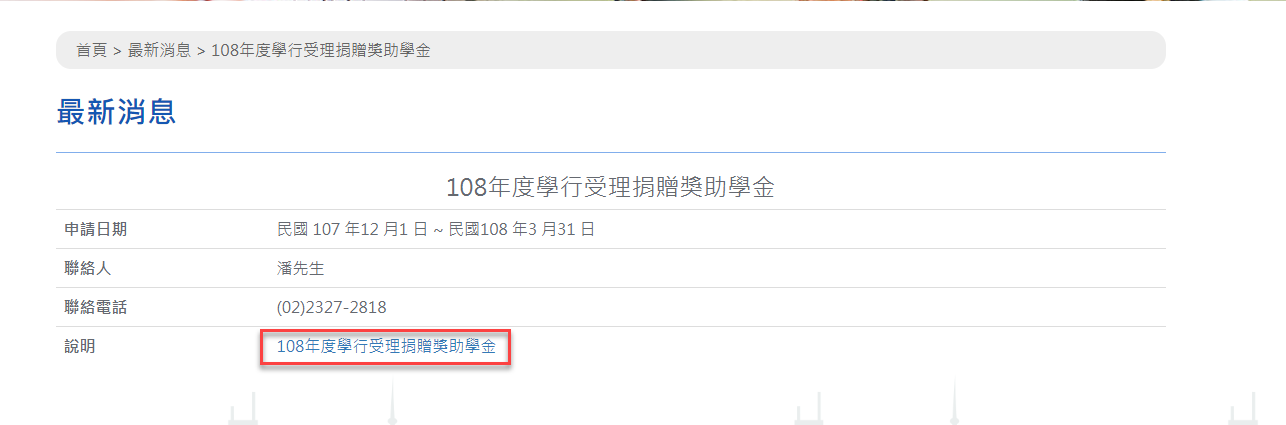 首頁 > 最新消息 > 108年度學行受理捐贈獎助學金
最新消息
108年度學行受理捐贈獎助學金
申請日期 民國 107 年12 月1 日 ~ 民國108 年3 月31 日
聯絡人 潘先生
聯絡電話 (02)2327-2818
說明 108年度學行受理捐贈獎助學金